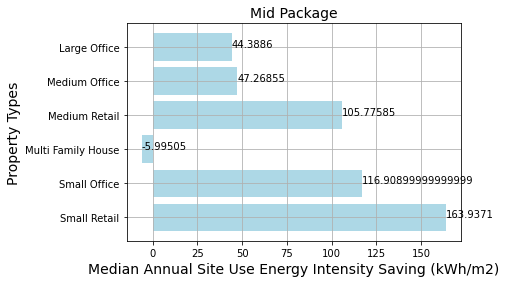 Mid Package
Property Types
Large Office
44.3886
Medium Office
47.26855
Medium Retail
105.77585
Multi Family House
-5.99505
Small Office
116.90899999999999
Small Retail
163.9371
0 25 50 75 100 125 150
Median Annual Site Use Energy Intensity Saving (kWh/m2)